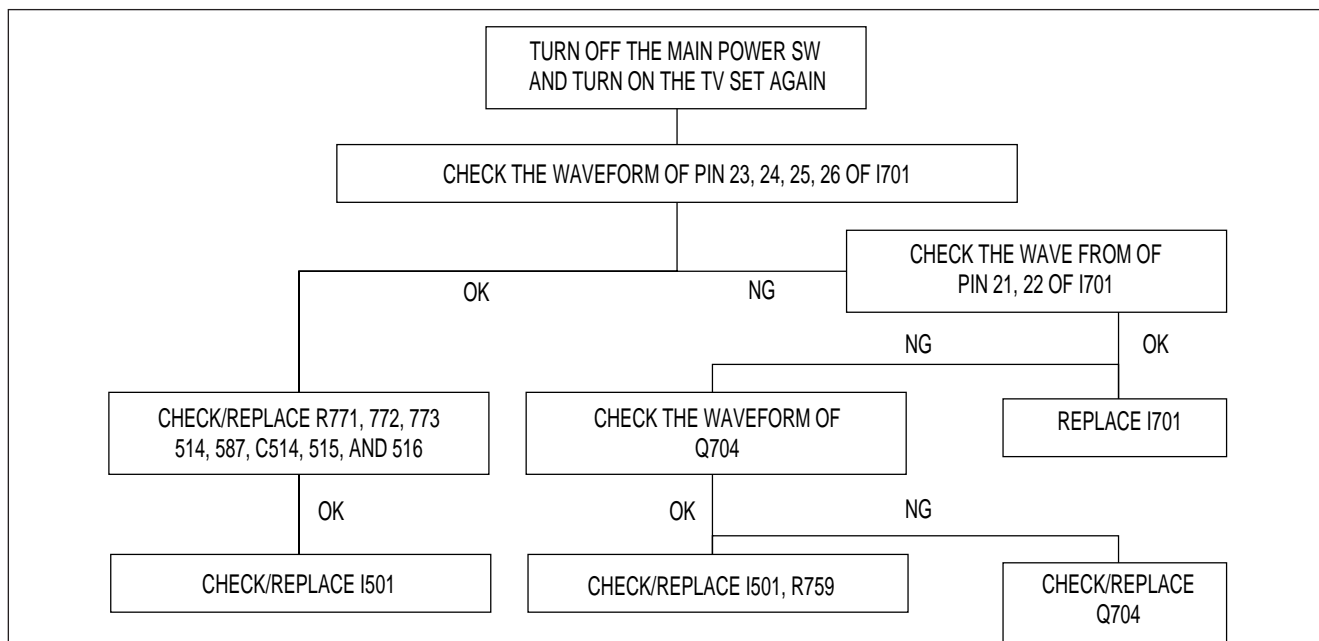 TURN OFF THE MAIN POWER SW
AND TURN ON THE TV SET AGAIN
CHECK THE WAVEFORM OF PIN 23, 24, 25, 26 OF I701
CHECK THE WAVE FROM OF
PIN 21, 22 OF I701
OK
NG
NG
OK
CHECK/REPLACE R771, 772, 773
514, 587, C514, 515, AND 516
CHECK THE WAVEFORM OF
Q704
REPLACE I701
OK
OK
NG
CHECK/REPLACE I501
CHECK/REPLACE I501, R759
CHECK/REPLACE
Q704